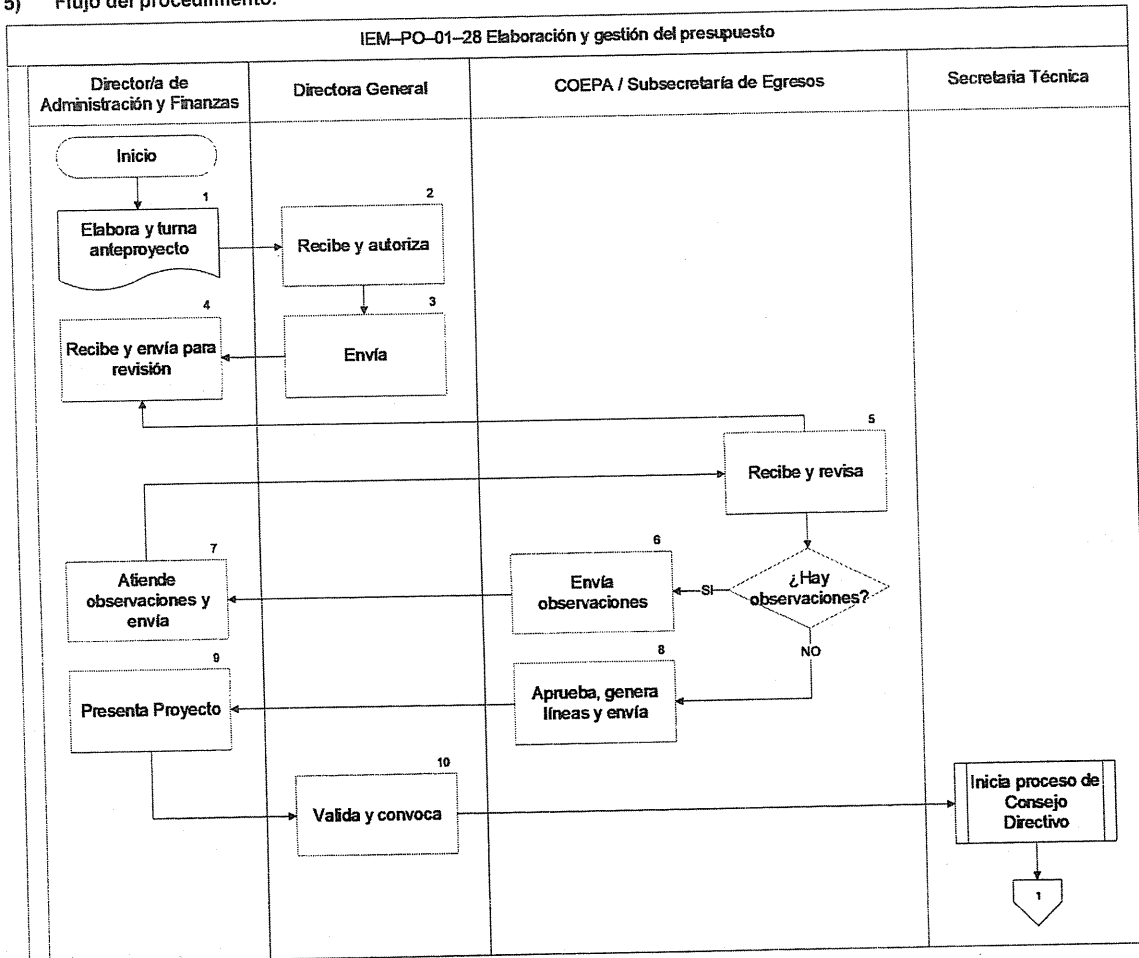 5) Flujo del procedimiento.
IEM–PO–01–28 Elaboración y gestión del presupuesto
Director/a de
Administración y Finanzas
Directora General
COEPA / Subsecretaría de Egresos
Secretaria Técnica
Inicio
1
Elabora y turna
anteproyecto
2
Recibe y autoriza
3
Envía
4
Recibe y envía para
revisión
5
Recibe y revisa
¿Hay
observaciones?
SI
6
Envía
observaciones
7
Atiende
observaciones y
envía
NO
8
Aprueba, genera
líneas y envía
9
Presenta Proyecto
10
Valida y convoca
Inicia proceso de
Consejo
Directivo
1